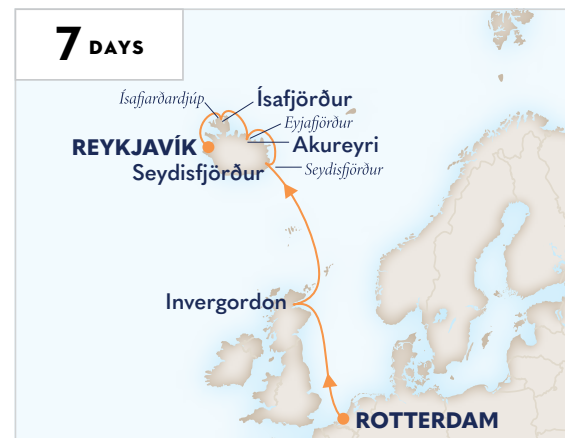 7 DAYS
Ísafjarðardjúp
Ísafjörður
Eyjafjörður
REYKJAVÍK
Akureyri
Seydisfjörður
Seydisfjörður
Invergordon
ROTTERDAM